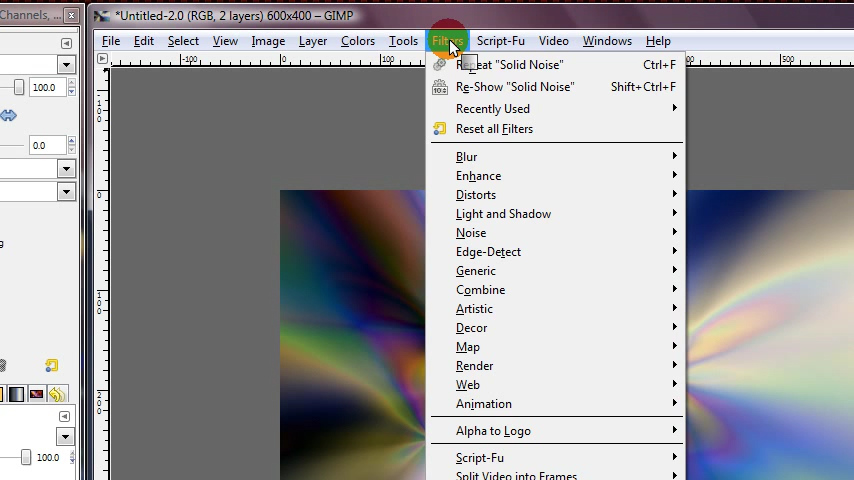 Channels, ...
*Untitled-2.0 (RGB, 2 layers) 600x400 – GIMP
File Edit Select View Image Layer Colors Tools Filters Script-Fu Video Windows Help
-100 0 100 500
100.0
0.0
Repeat "Solid Noise" Ctrl+F
Re-Show "Solid Noise" Shift+Ctrl+F
Recently Used
Reset all Filters
Blur
Enhance
Distorts
Light and Shadow
Noise
Edge-Detect
Generic
Combine
Artistic
Decor
Map
Render
Web
Animation
Alpha to Logo
Script-Fu
Split Video into Frames
100.0